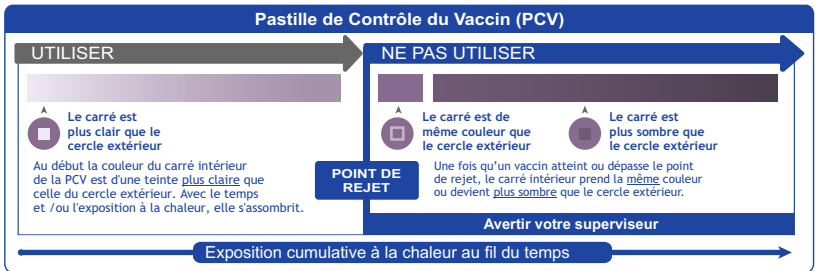 Pastille de Contrôle du Vaccin (PCV)
UTILISER
NE PAS UTILISER
Le carré est
plus clair que le
cercle extérieur
Le carré est de
même couleur que
le cercle extérieur
Le carré est
plus sombre que
le cercle extérieur
Au début la couleur du carré intérieur
de la PCV est d'une teinte plus claire que
celle du cercle extérieur. Avec le temps
et /ou l'exposition à la chaleur, elle s'assombrit.
POINT DE
REJET
Une fois qu'un vaccin atteint ou dépasse le point
de rejet, le carré intérieur prend la même couleur
ou devient plus sombre que le cercle extérieur.
Avertir votre superviseur
Exposition cumulative à la chaleur au fil du temps